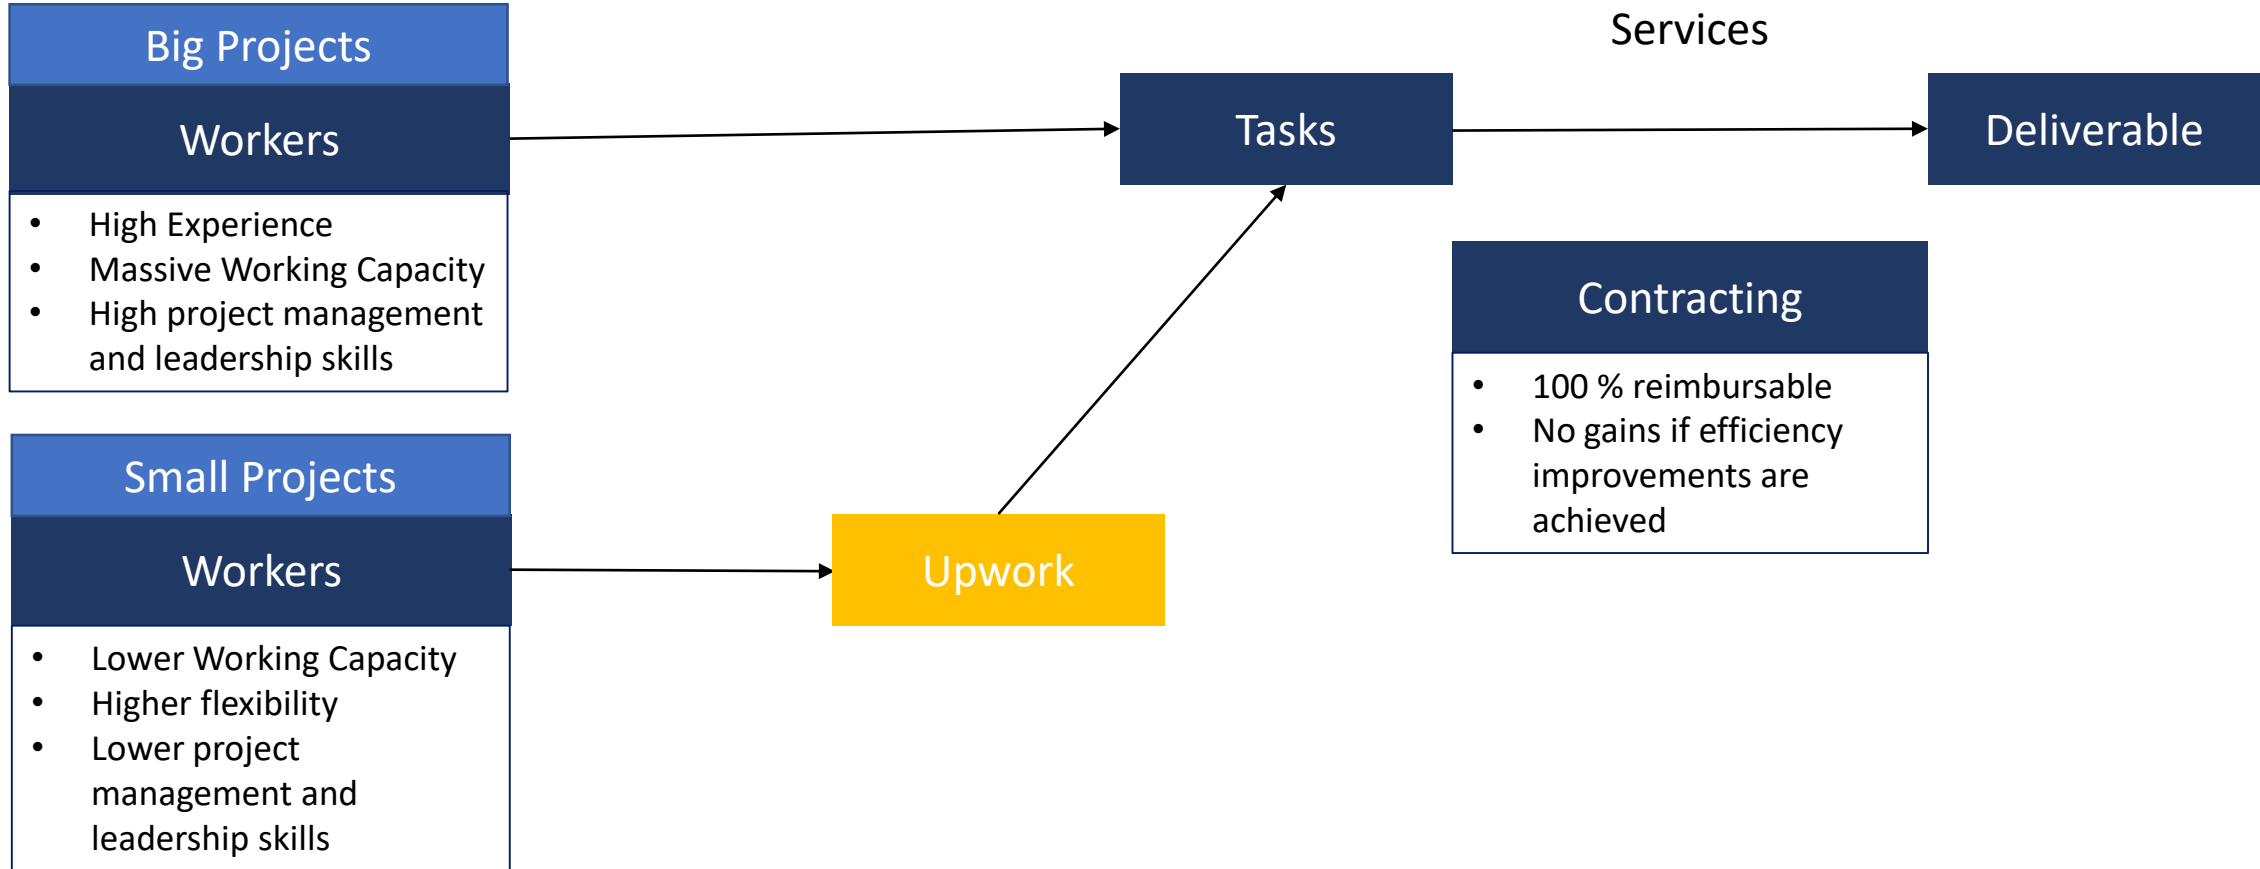 Big Projects
Workers
• High Experience
• Massive Working Capacity
• High project management
and leadership skills
Small Projects
Workers
• Lower Working Capacity
• Higher flexibility
• Lower project
management and
leadership skills
Upwork
Tasks
Services
Deliverable
Contracting
• 100 % reimbursable
• No gains if efficiency
improvements are
achieved